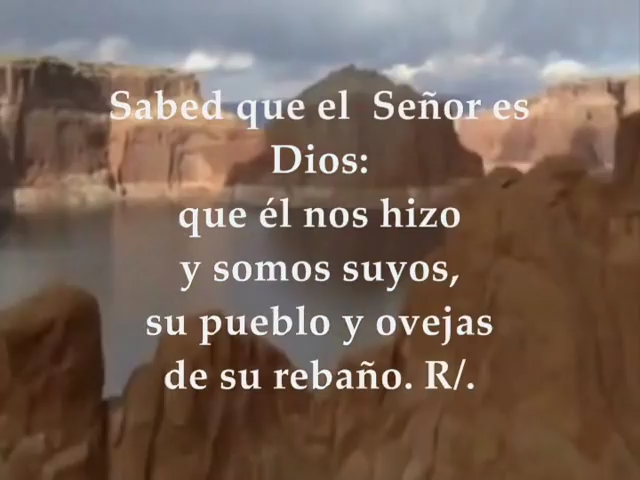 Sabed que el  Señor es
Dios:
que él nos hizo
y somos suyos,
su pueblo y ovejas
de su rebaño. R/.